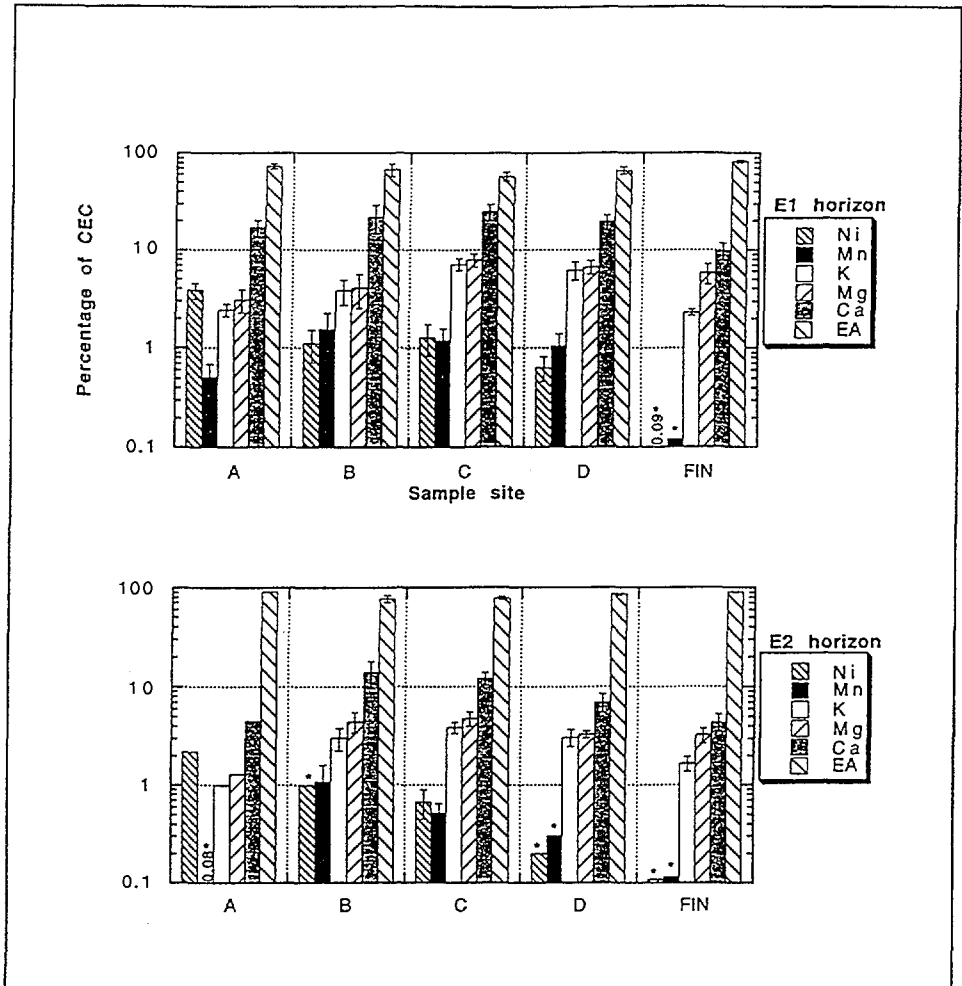 Percentage of CEC
100
10
1
0.1
0.09*
*
A B C D FIN
Sample site
E1 horizon
Ni
Mn
K
Mg
Ca
EA
100
10
1
0.1
0.08*
*
* *
* *
A B C D FIN
E2 horizon
Ni
Mn
K
Mg
Ca
EA